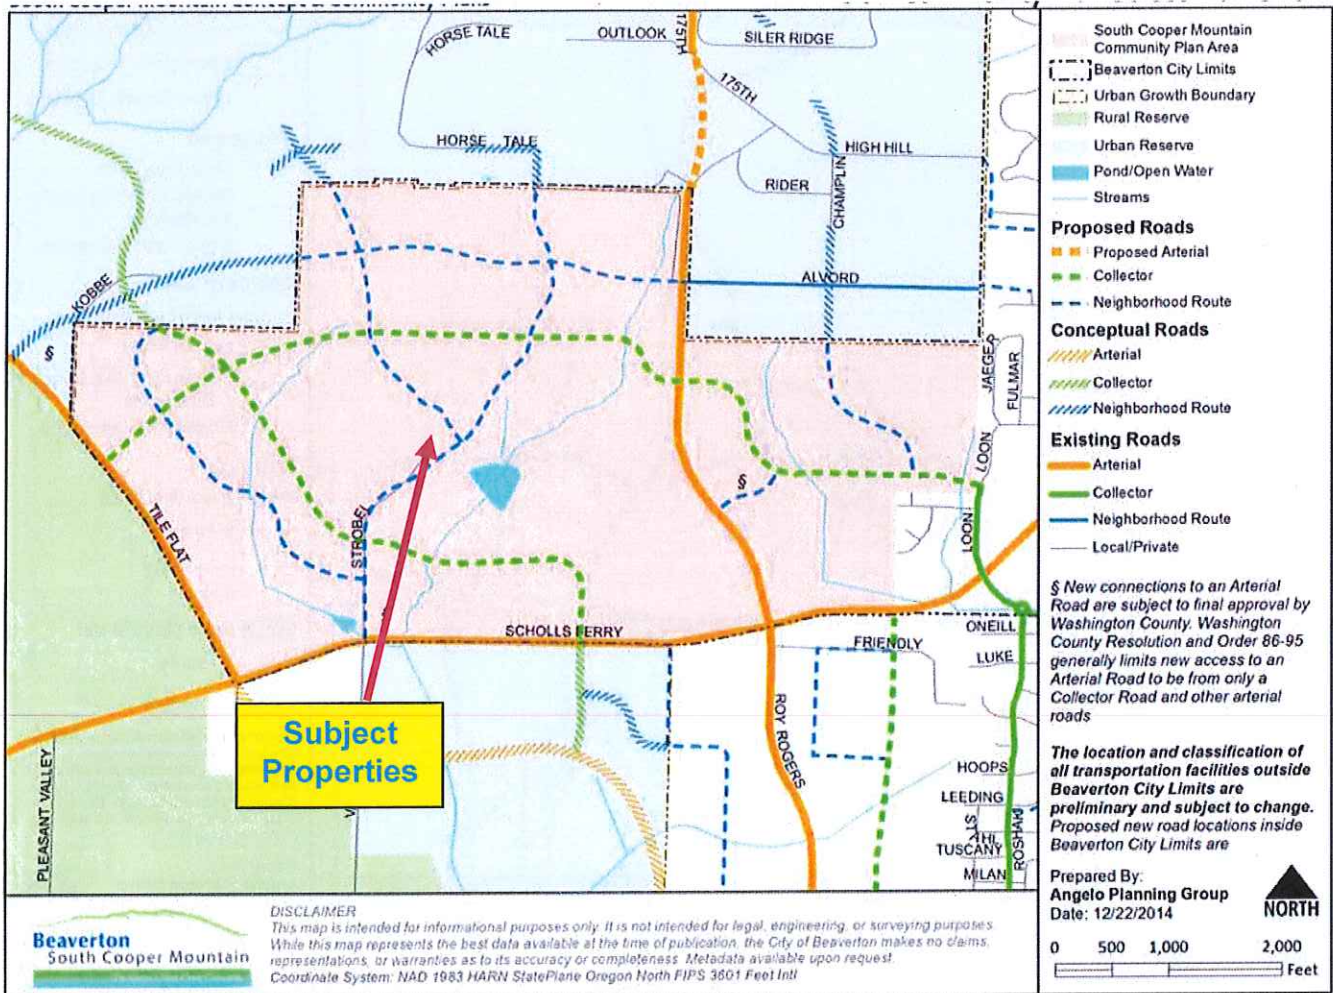 HORSE TALE
OUTLOOK
175TH
SILER RIDGE
175TH
HORSE TALE
HIGH HILL
RIDER
CHAMPLIN
KOBBE
ALVORD
§
JAEGER
FULMAR
LOON
§
TILE FLAT
STROBEL
LOON
SCHOLLS FERRY
FRIENDLY
ONEILL
LUKE
Subject
Properties
ROY ROGERS
PLEASANT VALLEY
HOOPS
LEEDING
TUSCANY
MILAN
South Cooper Mountain
Community Plan Area
Beaverton City Limits
Urban Growth Boundary
Rural Reserve
Urban Reserve
Pond/Open Water
Streams
Proposed Roads
Proposed Arterial
Collector
Neighborhood Route
Conceptual Roads
Arterial
Collector
Neighborhood Route
Existing Roads
Arterial
Collector
Neighborhood Route
Local/Private
§ New connections to an Arterial
Road are subject to final approval by
Washington County. Washington
County Resolution and Order 86-95
generally limits new access to an
Arterial Road to be from only a
Collector Road and other arterial
roads
The location and classification of
all transportation facilities outside
Beaverton City Limits are
preliminary and subject to change.
Proposed new road locations inside
Beaverton City Limits are
Prepared By:
Angelo Planning Group
Date: 12/22/2014
NORTH
0 500 1,000 2,000
Feet
Beaverton
South Cooper Mountain
DISCLAIMER
This map is intended for informational purposes only. It is not intended for legal, engineering, or surveying purposes.
While this map represents the best data available at the time of publication, the City of Beaverton makes no claims,
representations, or warranties as to its accuracy or completeness. Metadata available upon request.
Coordinate System: NAD 1983 HARN StatePlane Oregon North FIPS 3601 Feet Intl